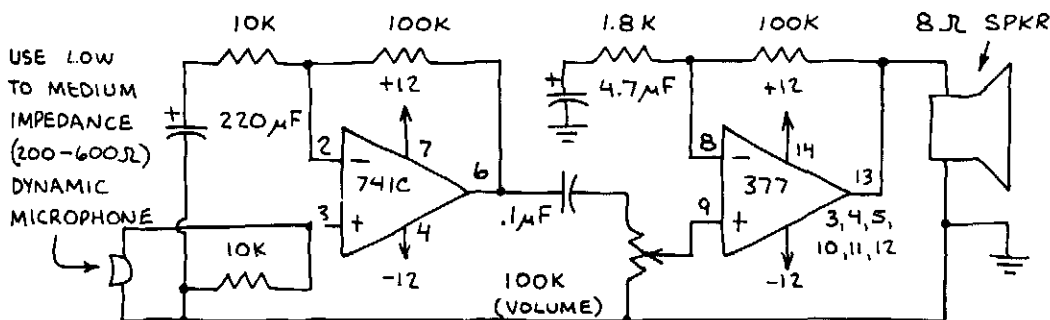 10K
100K
1.8K
100K
8Ω SPKR
USE LOW
TO MEDIUM
IMPEDANCE
(200-600Ω)
DYNAMIC
MICROPHONE
+
220μF
+12
2
-
7
741C
6
3
+
4
-12
10K
.1μF
100K
(VOLUME)
+
4.7μF
+12
8
-
14
377
13
9
+
3,4,5,
10,11,12
-12